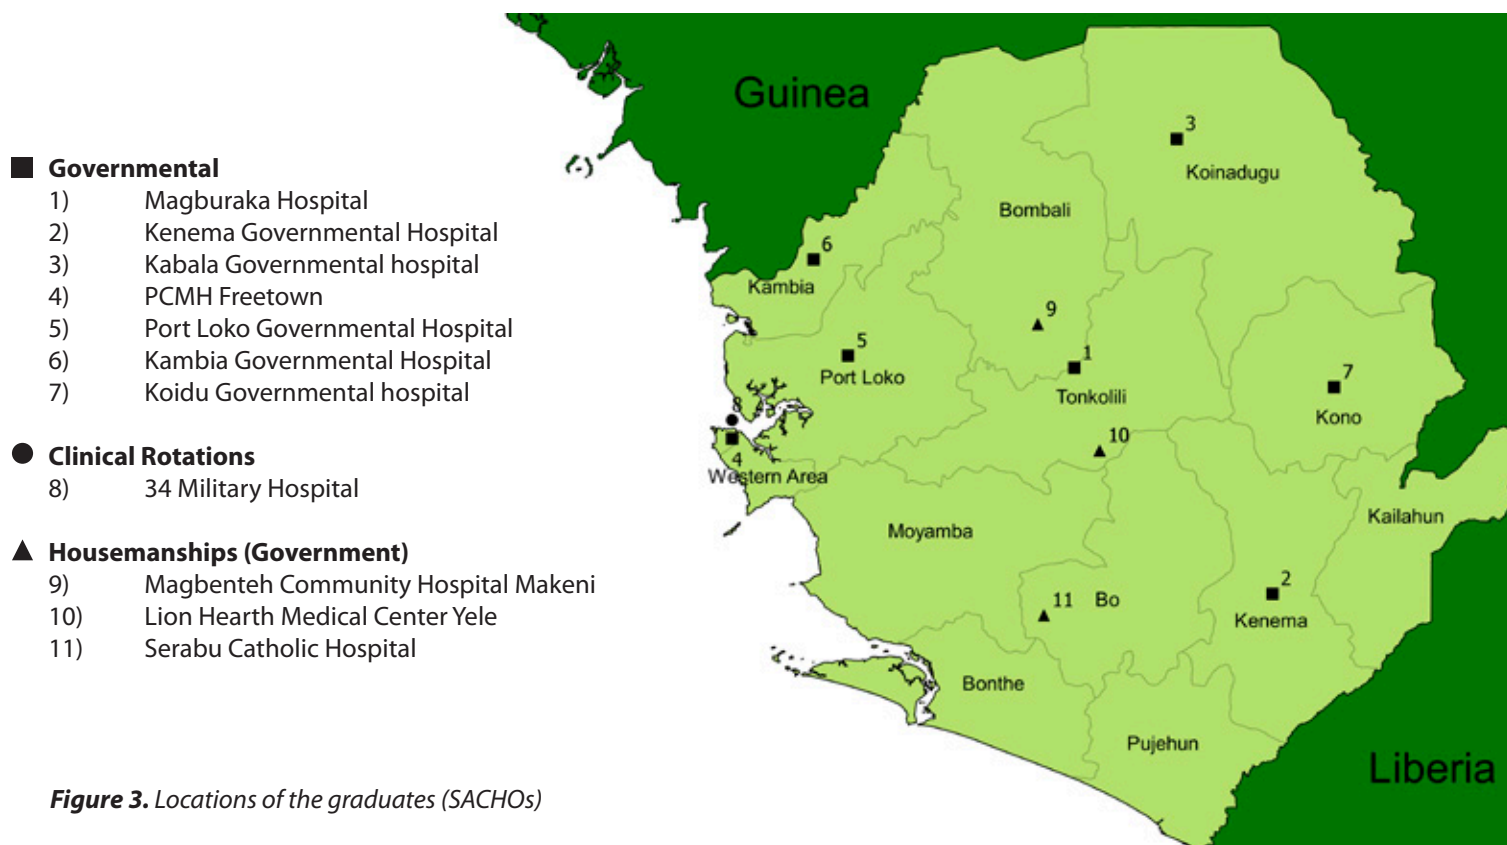 Governmental
1) Magburaka Hospital
2) Kenema Governmental Hospital
3) Kabala Governmental hospital
4) PCMH Freetown
5) Port Loko Governmental Hospital
6) Kambia Governmental Hospital
7) Koidu Governmental hospital
Clinical Rotations
8) 34 Military Hospital
Housemanships (Government)
9) Magbenteh Community Hospital Makeni
10) Lion Hearth Medical Center Yele
11) Serabu Catholic Hospital
Figure 3. Locations of the graduates (SACHOs)
Guinea
3
Koinadugu
Bombali
6
Kambia
9
5
Port Loko
1
Tonkolili
7
Kono
8
10
4
Western Area
Kailahun
Moyamba
11 Bo
2
Kenema
Bonthe
Pujehun
Liberia